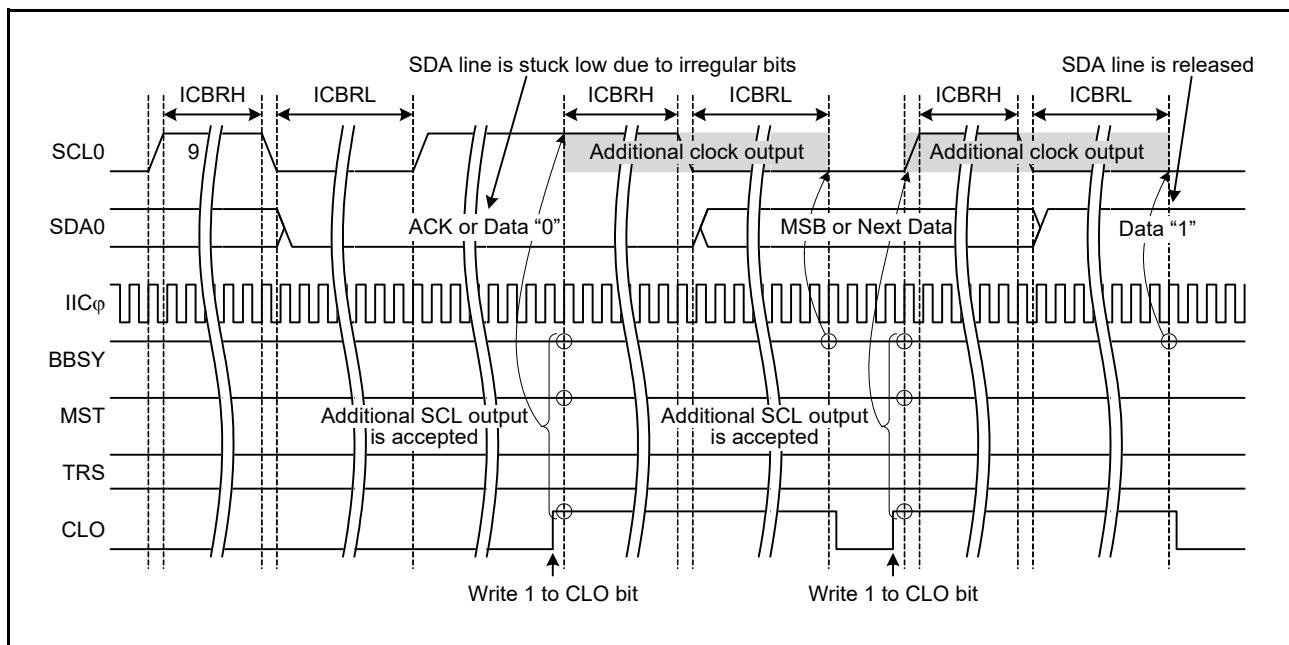 SDA line is stuck low due to irregular bits
SDA line is released
ICBRH
ICBRL
ICBRH
ICBRL
ICBRH
ICBRL
SCL0
9
Additional clock output
Additional clock output
SDA0
ACK or Data “0”
MSB or Next Data
Data “1”
IICφ
BBSY
MST
Additional SCL output
is accepted
Additional SCL output
is accepted
TRS
CLO
Write 1 to CLO bit
Write 1 to CLO bit